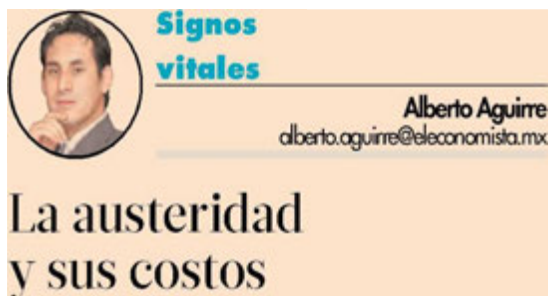 Signos
vitales
Alberto Aguirre
alberto.aguirre@eleconomista.mx
La austeridad
y sus costos